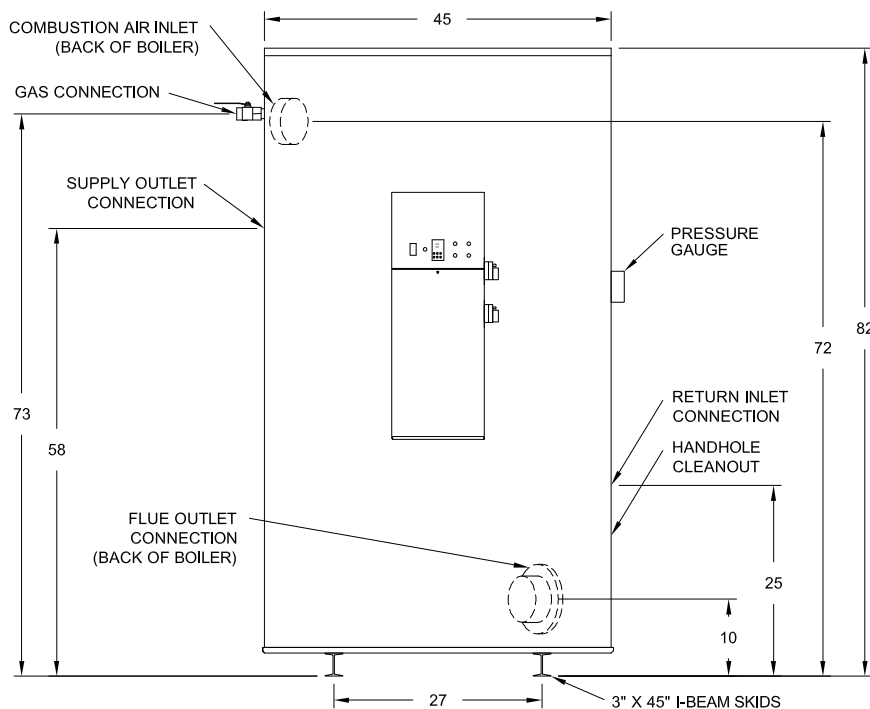 45
COMBUSTION AIR INLET
(BACK OF BOILER)
GAS CONNECTION
SUPPLY OUTLET
CONNECTION
PRESSURE
GAUGE
82
72
73
58
RETURN INLET
CONNECTION
HANDHOLE
CLEANOUT
FLUE OUTLET
CONNECTION
(BACK OF BOILER)
25
10
27
3" X 45" I-BEAM SKIDS